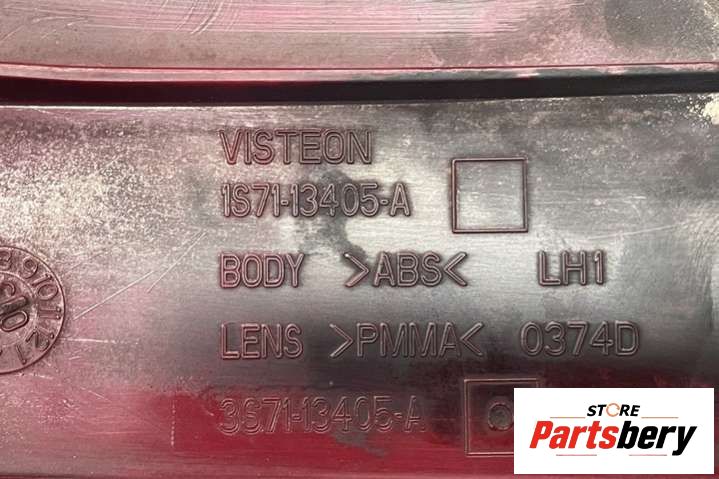 VISTEON
1S71-13405-A
BODY >ABS< LH1
LENS >PMMA< 0374D
3S71-13405-A
STORE
Partsbery